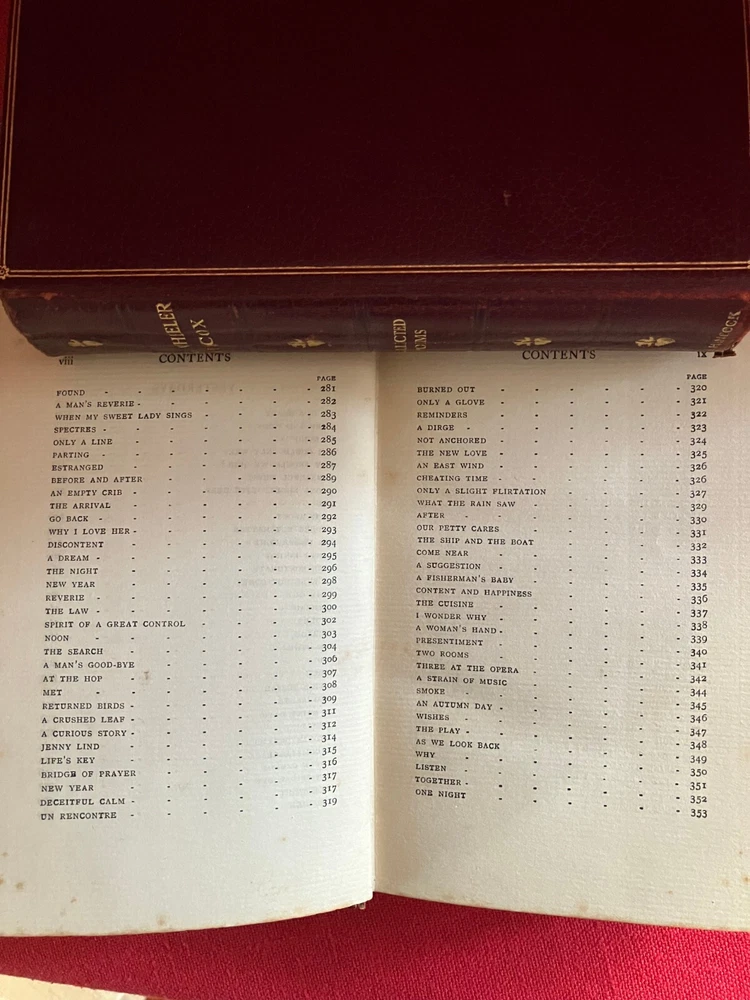 COX
viii
CONTENTS
PAGE
FOUND - - - - - - - 281
A MAN'S REVERIE - - - - - - 282
WHEN MY SWEET LADY SINGS - - - - 283
SPECTRES - - - - - - 284
ONLY A LINE - - - - - - 285
PARTING - - - - - - 286
ESTRANGED - - - - - - 287
BEFORE AND AFTER - - - - - 289
AN EMPTY CRIB - - - - - - 290
THE ARRIVAL - - - - - - 291
GO BACK - - - - - - 292
WHY I LOVE HER - - - - - - 293
DISCONTENT - - - - - - 294
A DREAM - - - - - - 295
THE NIGHT - - - - - - 296
NEW YEAR - - - - - - 298
REVERIE - - - - - - 299
THE LAW - - - - - - 300
SPIRIT OF A GREAT CONTROL - - - - 302
NOON - - - - - - 303
THE SEARCH - - - - - - 304
A MAN'S GOOD-BYE - - - - - 306
AT THE HOP - - - - - - 307
MET - - - - - - 308
RETURNED BIRDS - - - - - - 309
A CRUSHED LEAF - - - - - - 311
A CURIOUS STORY - - - - - - 312
JENNY LIND - - - - - - 314
LIFE'S KEY - - - - - - 315
BRIDGE OF PRAYER - - - - - 316
NEW YEAR - - - - - - 317
DECEITFUL CALM - - - - - - 317
UN RENCONTRE - - - - - - 319
CONTENTS
ix
PAGE
BURNED OUT - - - - - - 320
ONLY A GLOVE - - - - - - 321
REMINDERS - - - - - - 322
A DIRGE - - - - - - 323
NOT ANCHORED - - - - - - 324
THE NEW LOVE - - - - - - 325
AN EAST WIND - - - - - - 326
CHEATING TIME - - - - - - 326
ONLY A SLIGHT FLIRTATION - - - - 327
WHAT THE RAIN SAW - - - - - 329
AFTER - - - - - - 330
OUR PETTY CARES - - - - - - 331
THE SHIP AND THE BOAT - - - - - 332
COME NEAR - - - - - - 333
A SUGGESTION - - - - - - 334
A FISHERMAN'S BABY - - - - - 335
CONTENT AND HAPPINESS - - - - 336
THE CUISINE - - - - - - 337
I WONDER WHY - - - - - - 338
A WOMAN'S HAND - - - - - - 339
PRESENTIMENT - - - - - - 340
TWO ROOMS - - - - - - 341
THREE AT THE OPERA - - - - - 342
A STRAIN OF MUSIC - - - - - 344
SMOKE - - - - - - 345
AN AUTUMN DAY - - - - - - 346
WISHES - - - - - - 347
THE PLAY - - - - - - 348
AS WE LOOK BACK - - - - - 349
WHY - - - - - - 350
LISTEN - - - - - - 351
TOGETHER - - - - - - 352
ONE NIGHT - - - - - - 353